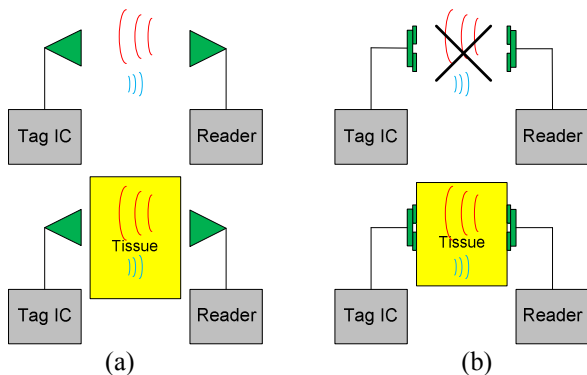 Tag IC Reader Tag IC Reader
Tissue Tissue
Tag IC Reader Tag IC Reader
(a) (b)